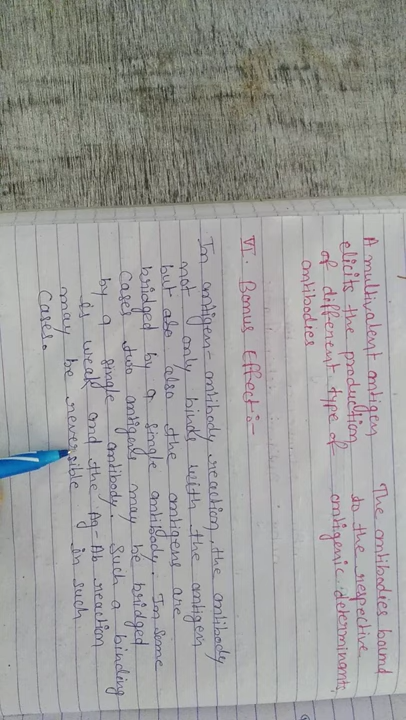 A multivalent antigen
elicits the production
of different type of
antibodies
The antibodies bound
to the respective
antigenic determinants.
VI. Bonus Effect :-
In antigen-antibody reaction, the antibody
not only binds with the antigen
but abo also the antigens are
bridged by a single antibody. In some
Cases two antigens may be bridged
by a single antibody. Such a binding
is weak and the An-Ab reaction
may be reversible in such
Cases.